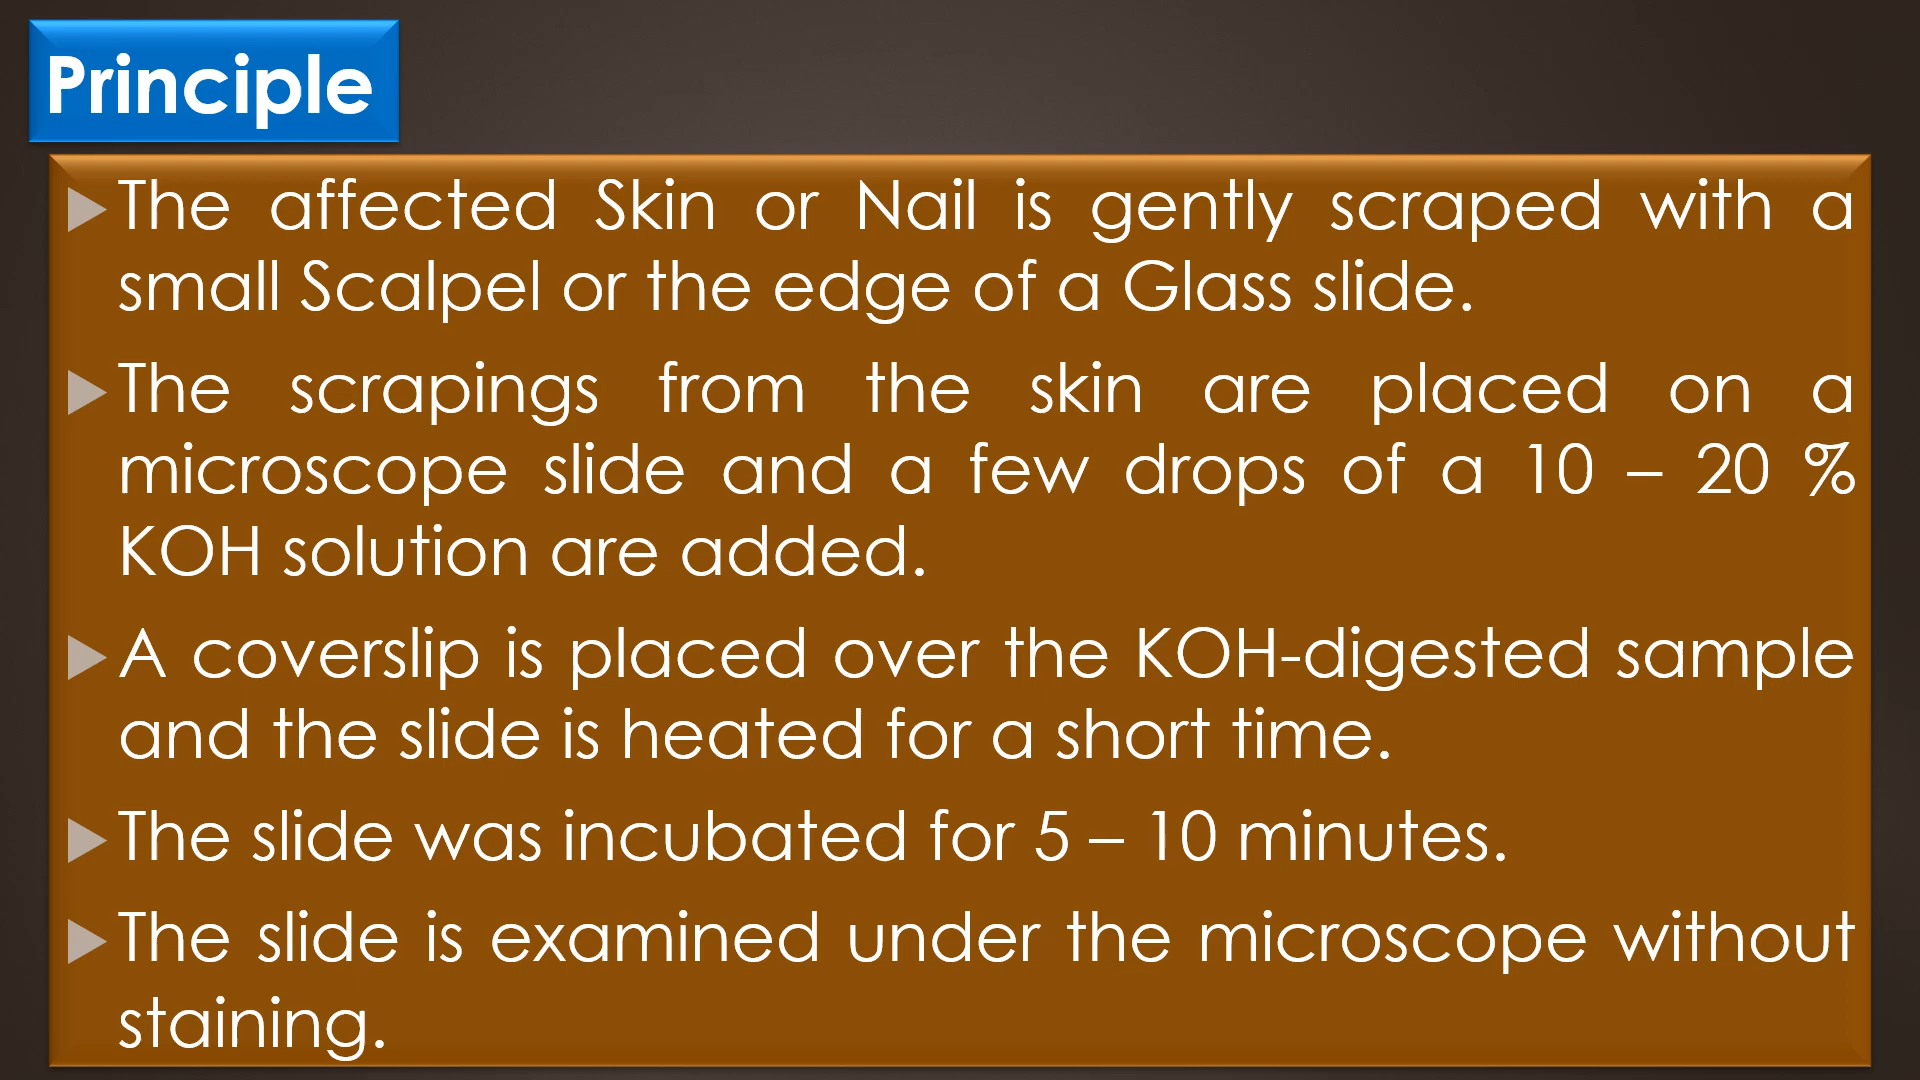 Principle
The affected Skin or Nail is gently scraped with a
small Scalpel or the edge of a Glass slide.
The scrapings from the skin are placed on a
microscope slide and a few drops of a 10 – 20 %
KOH solution are added.
A coverslip is placed over the KOH-digested sample
and the slide is heated for a short time.
The slide was incubated for 5 – 10 minutes.
The slide is examined under the microscope without
staining.